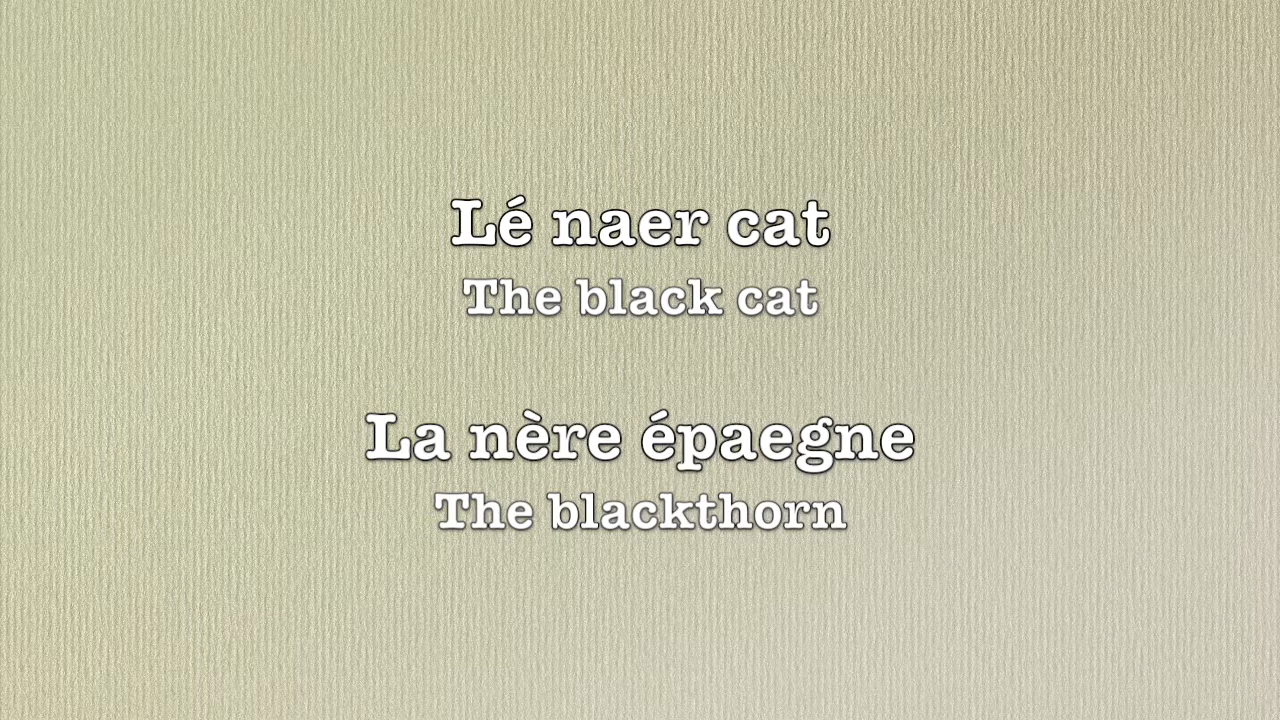 Lé naer cat
The black cat
La nère épaegne
The blackthorn